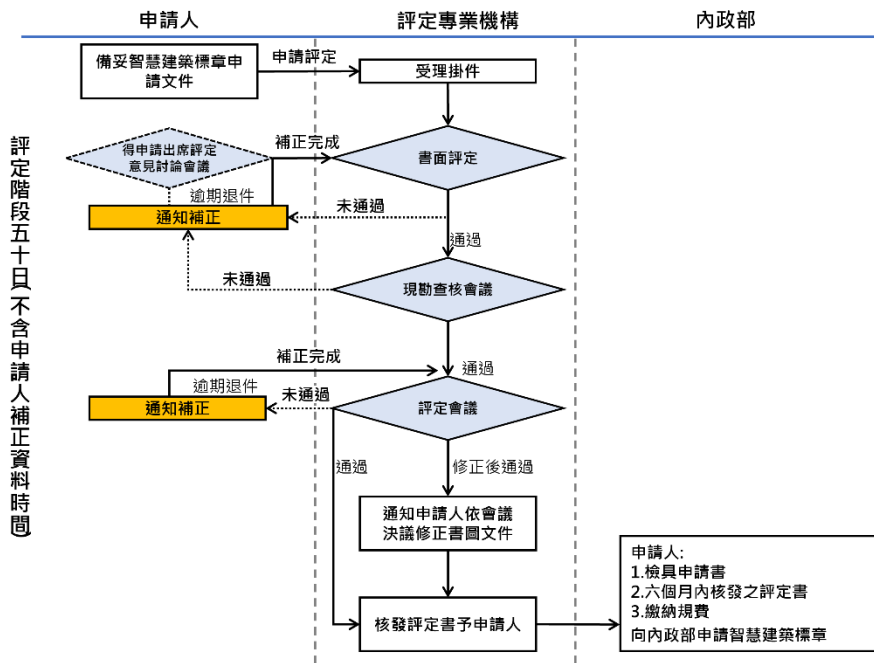 申請人
評定專業機構
內政部
備妥智慧建築標章申
請文件
申請評定
受理掛件
得申請出席評定
意見討論會議
補正完成
書面評定
逾期退件
通知補正
未通過
通過
未通過
現勘查核會議
補正完成
通過
逾期退件
未通過
通知補正
評定會議
通過
修正後通過
通知申請人依會議
決議修正書圖文件
核發評定書予申請人
申請人:
1.檢具申請書
2.六個月內核發之評定書
3.繳納規費
向內政部申請智慧建築標章
評定階段五十日(不含申請人補正資料時間)